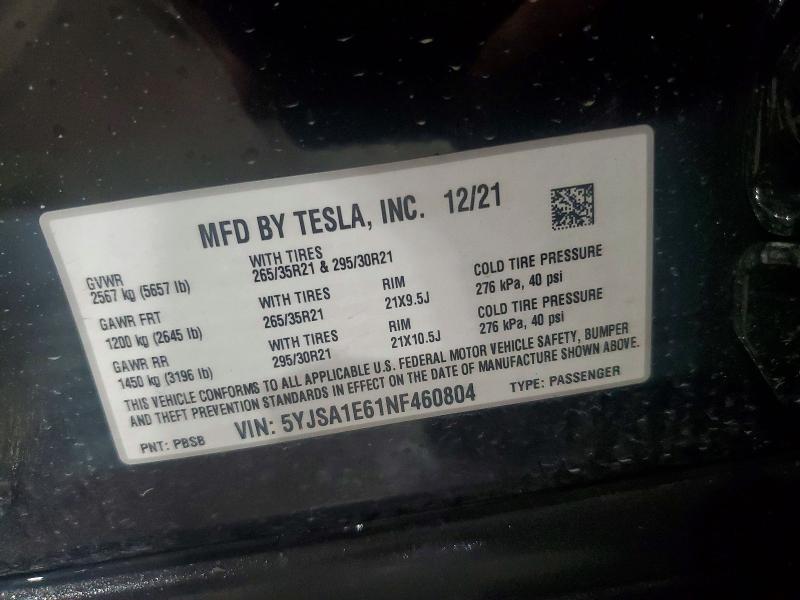 MFD BY TESLA, INC. 12/21
GVWR
2567 kg (5657 lb)
WITH TIRES
265/35R21 & 295/30R21
GAWR FRT
1200 kg (2645 lb)
WITH TIRES
265/35R21
RIM
21X9.5J
COLD TIRE PRESSURE
276 kPa, 40 psi
GAWR RR
1450 kg (3196 lb)
WITH TIRES
295/30R21
RIM
21X10.5J
COLD TIRE PRESSURE
276 kPa, 40 psi
THIS VEHICLE CONFORMS TO ALL APPLICABLE U.S. FEDERAL MOTOR VEHICLE SAFETY, BUMPER
AND THEFT PREVENTION STANDARDS IN EFFECT ON THE DATE OF MANUFACTURE SHOWN ABOVE.
PNT: PBSB VIN: 5YJSA1E61NF460804 TYPE: PASSENGER